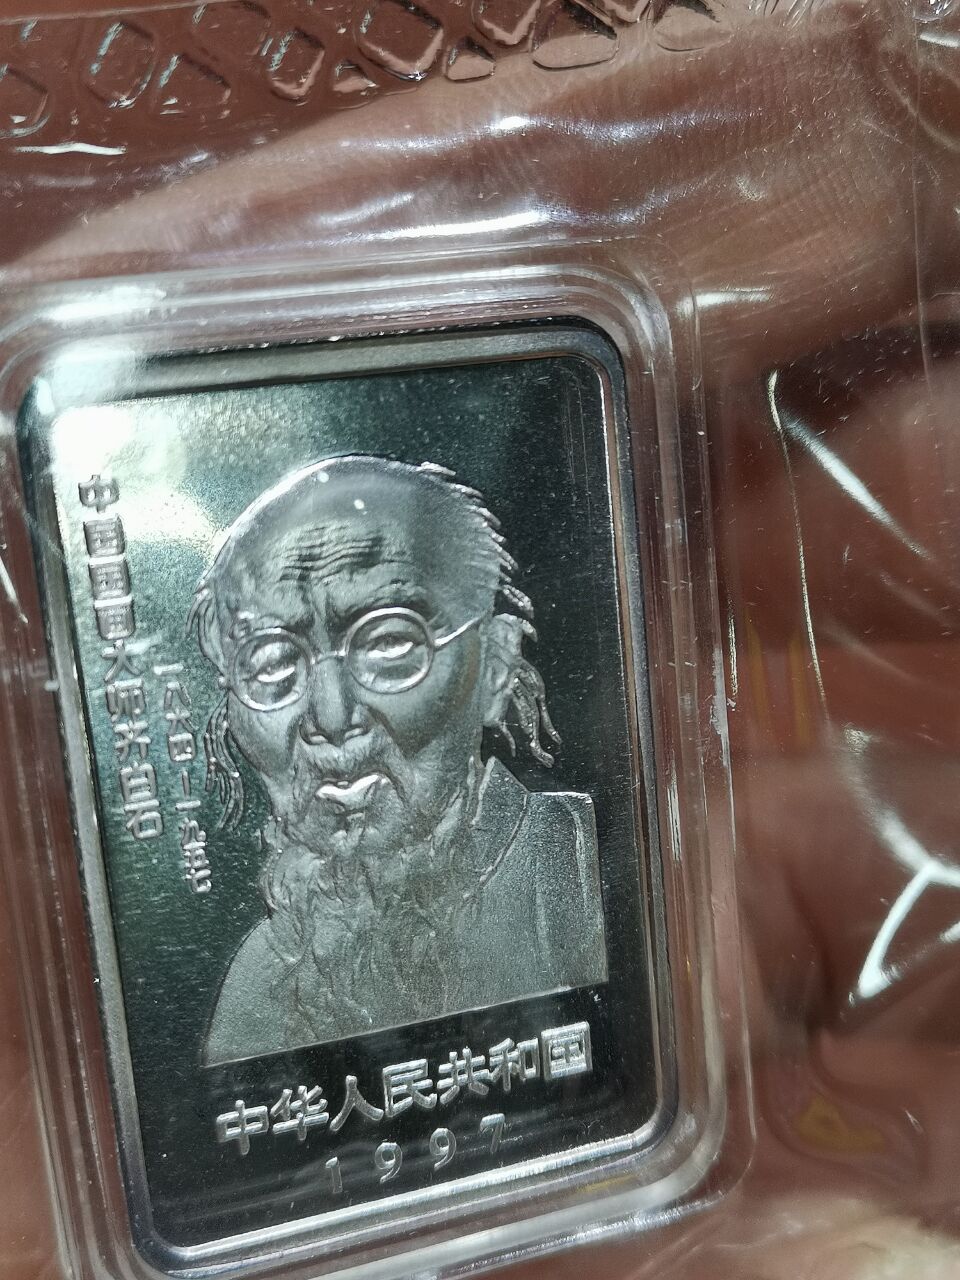 中国国画大师齐白石
一八六四—一九五七
中华人民共和国
1997